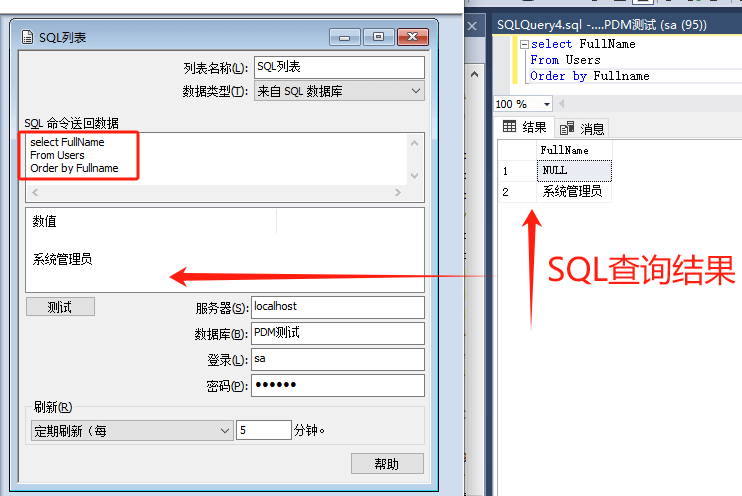 SQL列表
列表名称(L):
SQL列表
数据类型(T):
来自 SQL 数据库
SQL 命令送回数据
select FullName
From Users
Order by Fullname
数值
系统管理员
测试
服务器(S):
localhost
数据库(B):
PDM测试
登录(L):
sa
密码(P):
●●●●●●
刷新(R)
定期刷新（每
5
分钟。
帮助
SQLQuery4.sql -....PDM测试 (sa (95))
select FullName
From Users
Order by Fullname
100 %
结果
消息
FullName
1
NULL
2
系统管理员
SQL查询结果